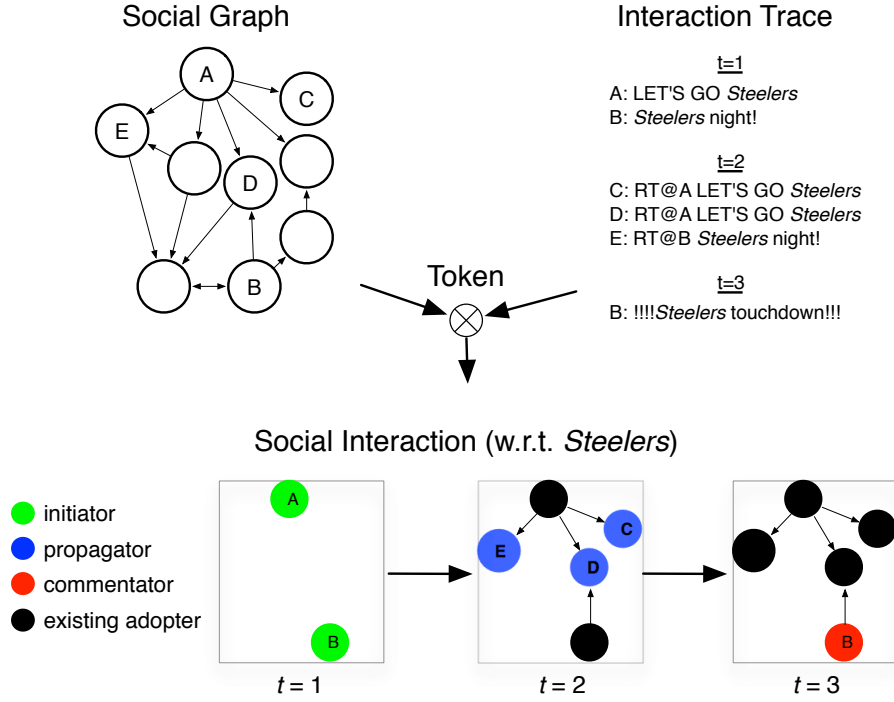 Social Graph
Interaction Trace
A
C
E
D
B
t=1
A: LET'S GO Steelers
B: Steelers night!
t=2
C: RT@A LET'S GO Steelers
D: RT@A LET'S GO Steelers
E: RT@B Steelers night!
t=3
B: !!!!Steelers touchdown!!!
Token
Social Interaction (w.r.t. Steelers)
initiator
propagator
commentator
existing adopter
A
B
C
E
D
B
t = 1
t = 2
t = 3